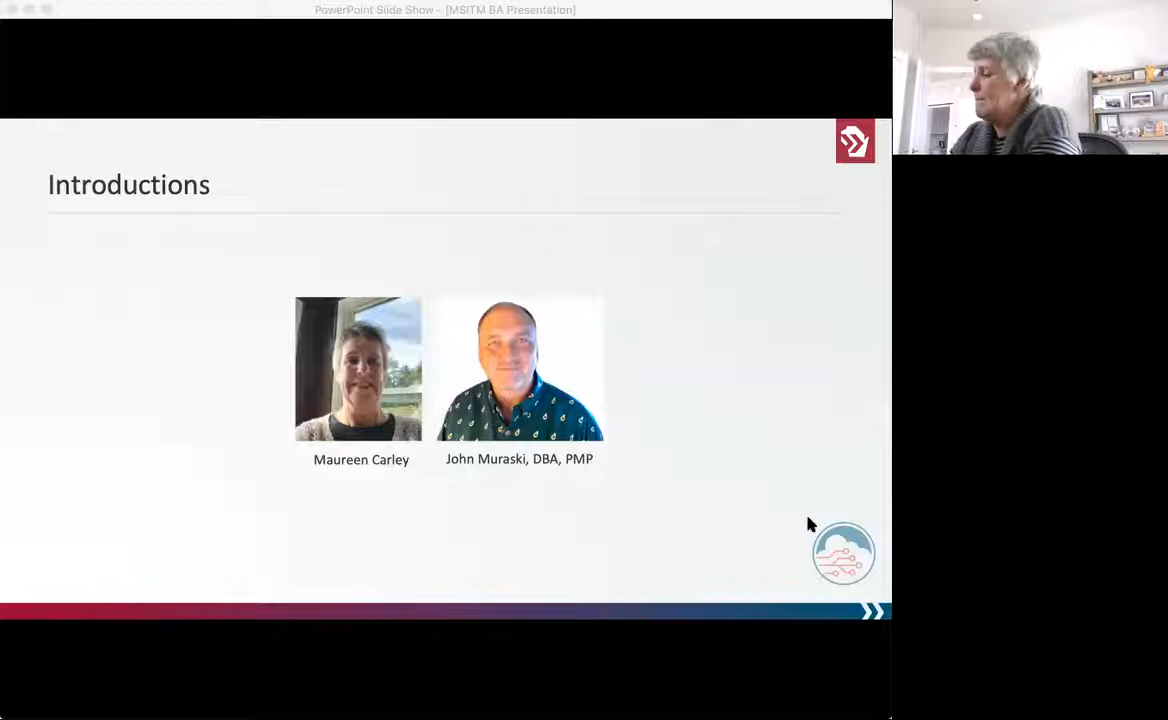 PowerPoint Slide Show - [MSITM BA Presentation]
Introductions
Maureen Carley
John Muraski, DBA, PMP